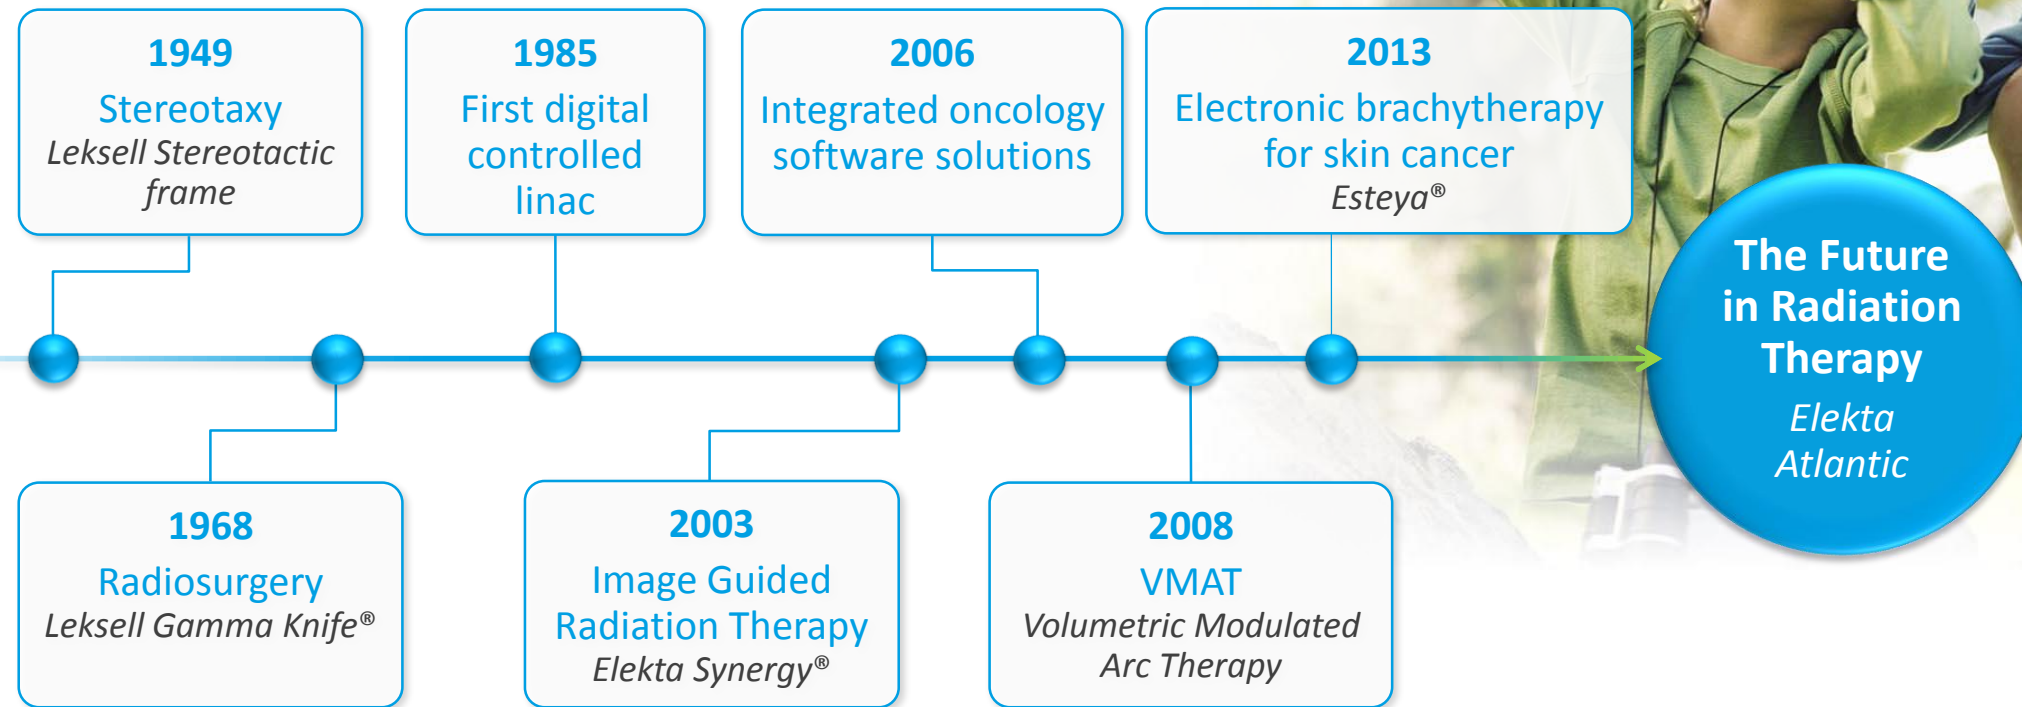 1949
Stereotaxy
Leksell Stereotactic
frame
1985
First digital
controlled
linac
2006
Integrated oncology
software solutions
2013
Electronic brachytherapy
for skin cancer
Esteya®
The Future
in Radiation
Therapy
Elekta
Atlantic
1968
Radiosurgery
Leksell Gamma Knife®
2003
Image Guided
Radiation Therapy
Elekta Synergy®
2008
VMAT
Volumetric Modulated
Arc Therapy